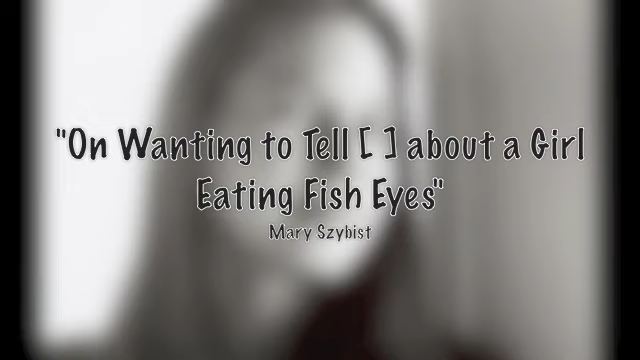 "On Wanting to Tell [ ] about a Girl
Eating Fish Eyes"
Mary Szybist